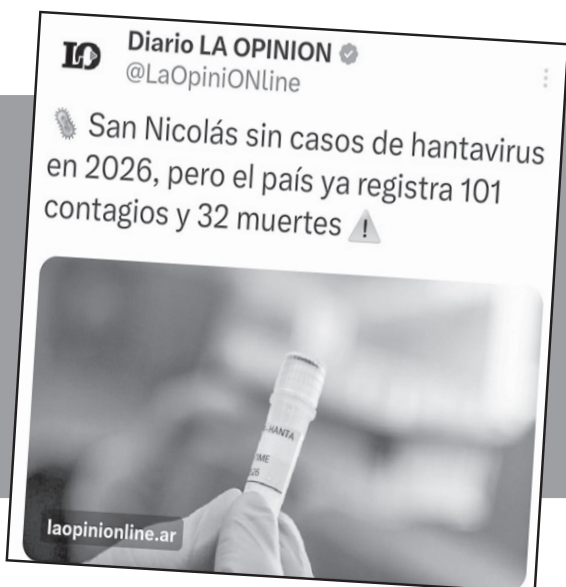 LO
Diario LA OPINION
@LaOpiniONline
San Nicolás sin casos de hantavirus
en 2026, pero el país ya registra 101
contagios y 32 muertes
-HANTA
laopinionline.ar